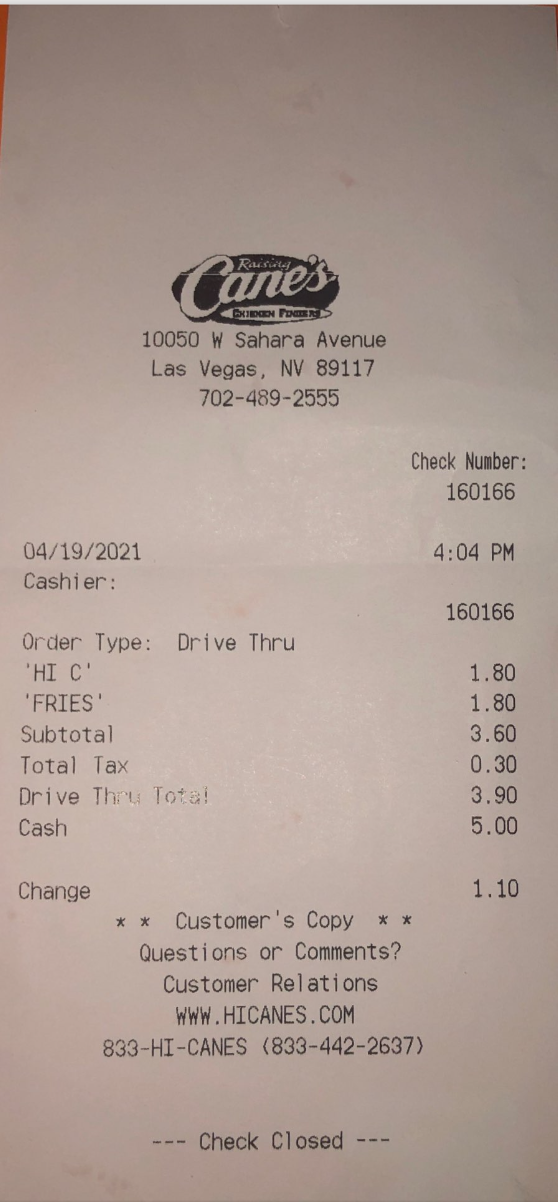 Raising
Cane's
CHICKEN FINGERS
10050 W Sahara Avenue
Las Vegas, NV 89117
702-489-2555
Check Number:
160166
04/19/2021 4:04 PM
Cashier:
160166
Order Type: Drive Thru
'HI C' 1.80
'FRIES' 1.80
Subtotal 3.60
Total Tax 0.30
Drive Thru Total 3.90
Cash 5.00
Change 1.10
* * Customer's Copy * *
Questions or Comments?
Customer Relations
WWW.HICANES.COM
833-HI-CANES (833-442-2637)
--- Check Closed ---